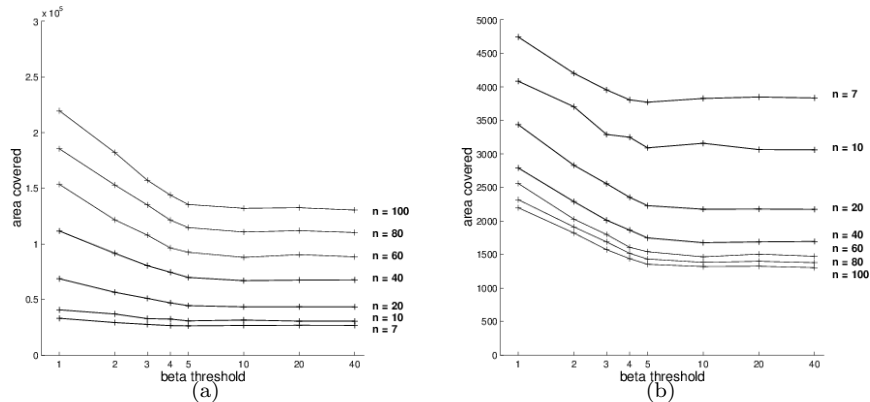 x 10^5
3
2.5
2
1.5
1
0.5
0
area covered
1 2 3 4 5 10 20 40
beta threshold
n = 100
n = 80
n = 60
n = 40
n = 20
n = 10
n = 7
(a)
5000
4500
4000
3500
3000
2500
2000
1500
1000
500
0
area covered
1 2 3 4 5 10 20 40
beta threshold
n = 7
n = 10
n = 20
n = 40
n = 60
n = 80
n = 100
(b)